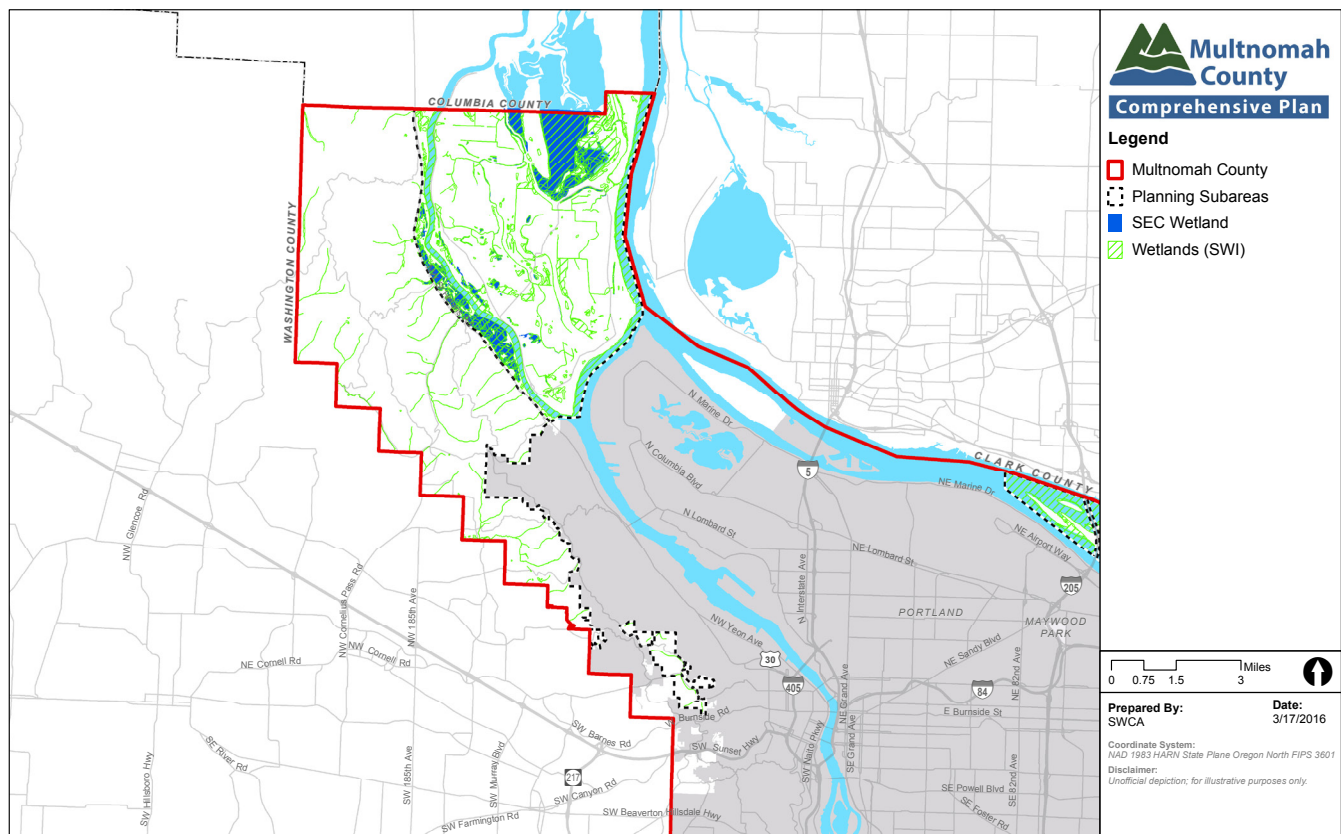 COLUMBIA COUNTY
WASHINGTON COUNTY
CLARK COUNTY
N Marine Dr
N Columbia Blvd
5
NE Marine Dr
N Lombard St
NE Lombard St
NE Airport Way
205
N Interstate Ave
PORTLAND
MAYWOOD
PARK
NW Yeon Ave
30
405
NE Sandy Blvd
NE 82nd Ave
84
NE Grand Ave
SE Grand Ave
E Burnside St
W Burnside Rd
SW Sunset Hwy
SW Naito Pkwy
SE Powell Blvd
SE 82nd Ave
SE Foster Rd
NW Glencoe Rd
NW Cornelius Pass Rd
NW 185th Ave
NE Cornell Rd
NW Cornell Rd
SE River Rd
SW Hillsboro Hwy
SW 185th Ave
SW Murray Blvd
SW Barnes Rd
217
SW Canyon Rd
SW Farmington Rd
SW Beaverton Hillsdale Hwy
Multnomah
County
Comprehensive Plan
Legend
Multnomah County
Planning Subareas
SEC Wetland
Wetlands (SWI)
Miles
0 0.75 1.5 3
Prepared By:
SWCA
Date:
3/17/2016
Coordinate System:
NAD 1983 HARN State Plane Oregon North FIPS 3601
Disclaimer:
Unofficial depiction; for illustrative purposes only.